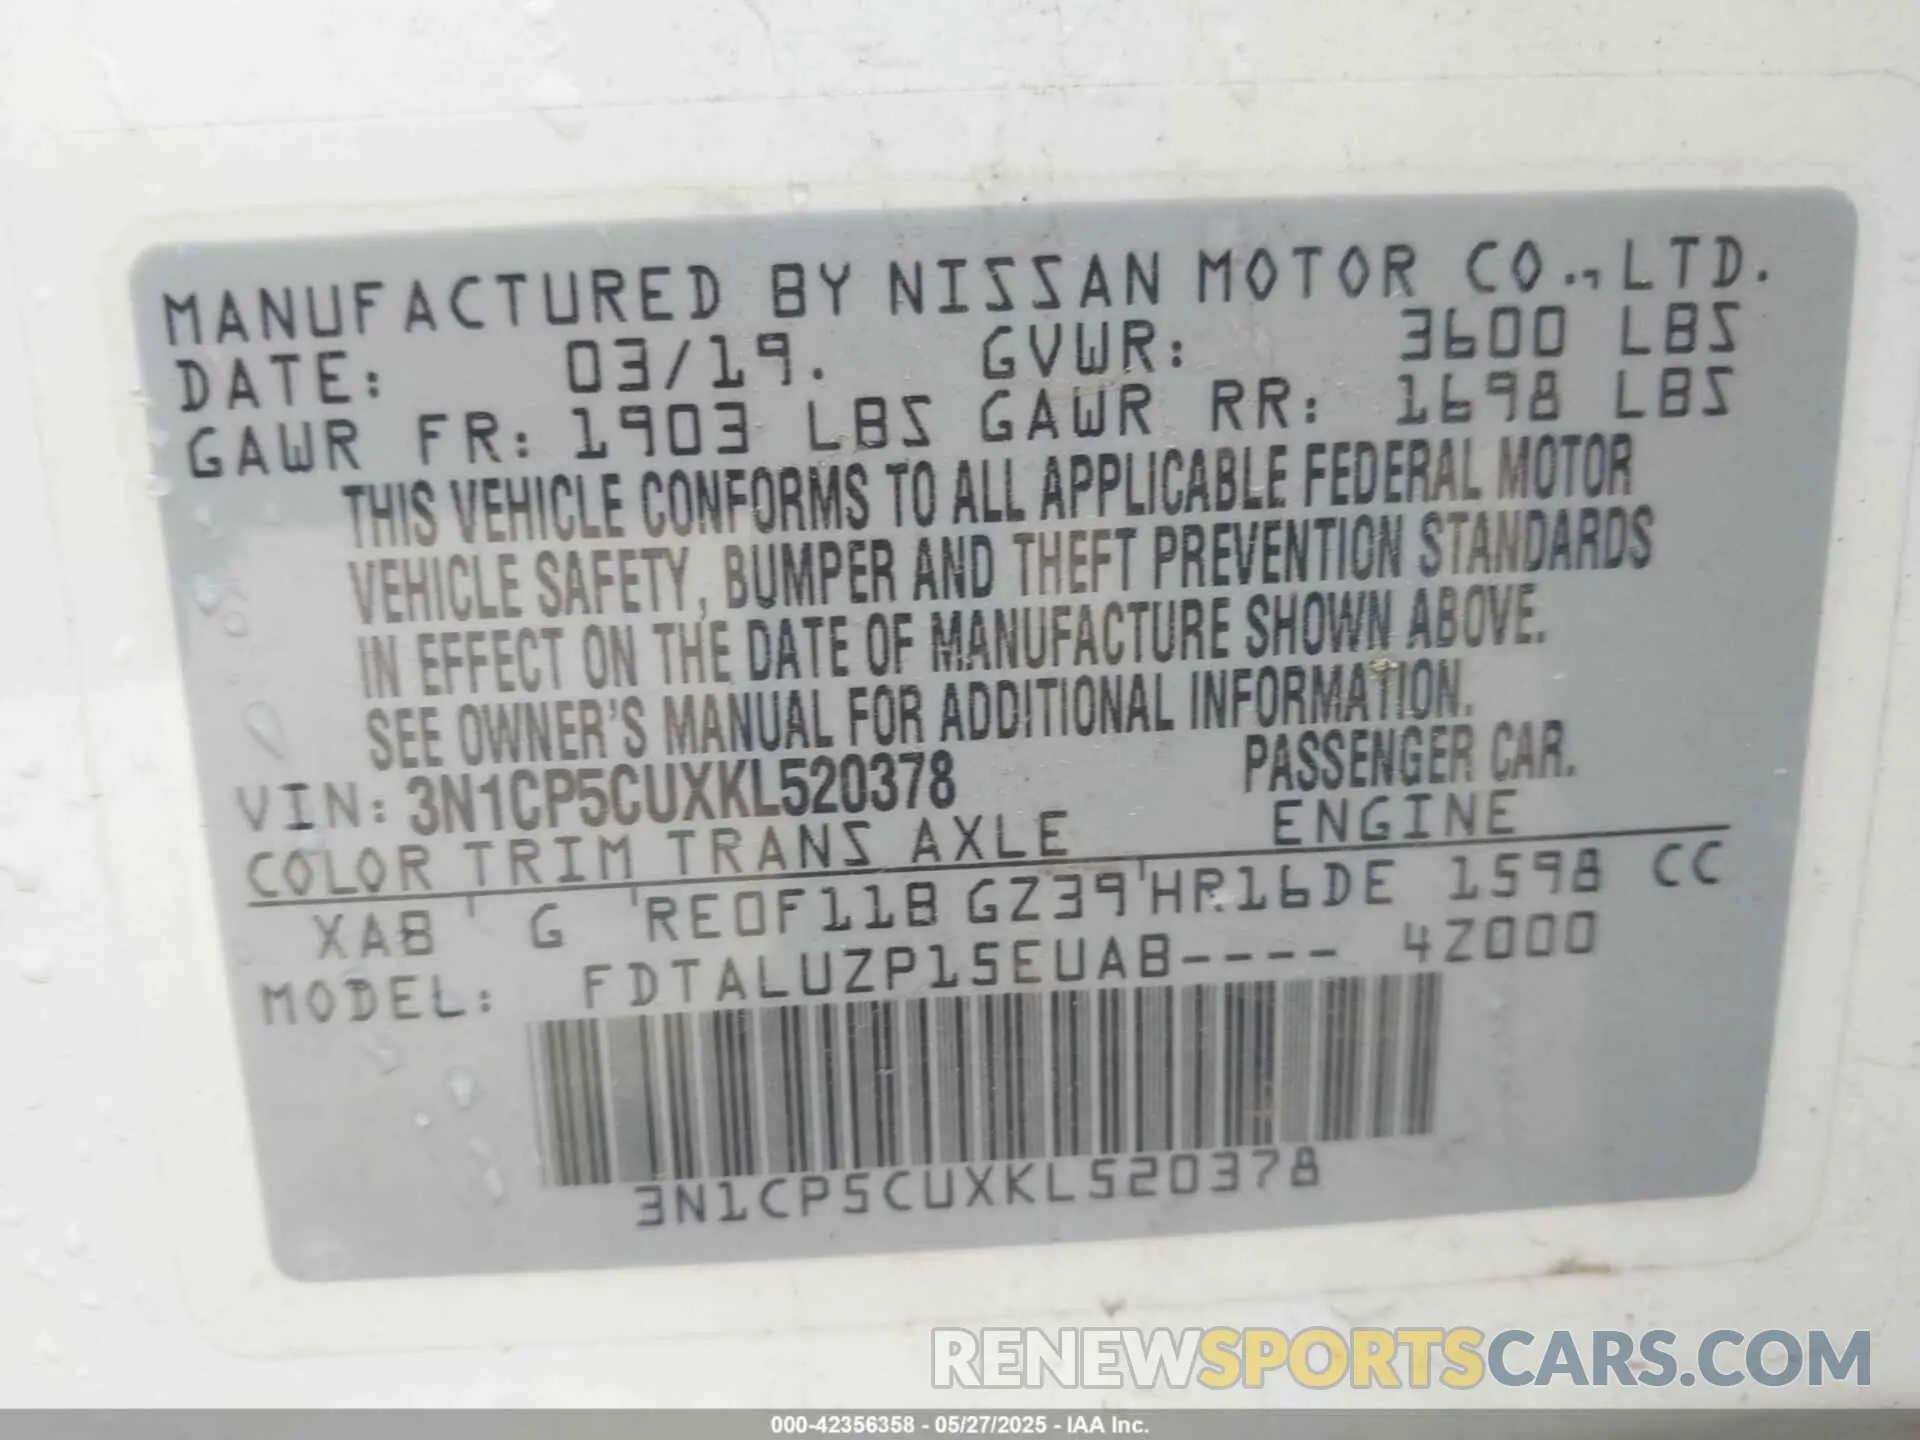 MANUFACTURED BY NISSAN MOTOR CO., LTD.
DATE: 03/19. GVWR: 3600 LBS
GAWR FR: 1903 LBS GAWR RR: 1698 LBS
THIS VEHICLE CONFORMS TO ALL APPLICABLE FEDERAL MOTOR
VEHICLE SAFETY, BUMPER AND THEFT PREVENTION STANDARDS
IN EFFECT ON THE DATE OF MANUFACTURE SHOWN ABOVE.
SEE OWNER'S MANUAL FOR ADDITIONAL INFORMATION.
VIN: 3N1CP5CUXKL520378 PASSENGER CAR.
COLOR TRIM TRANS AXLE ENGINE
XAB G RE0F11B GZ39 HR16DE 1598 CC
MODEL: FDTALUZP15EUAB---- 4Z000
3N1CP5CUXKL520378
RENEWSPORTSCARS.COM
000-42356358 - 05/27/2025 - IAA Inc.